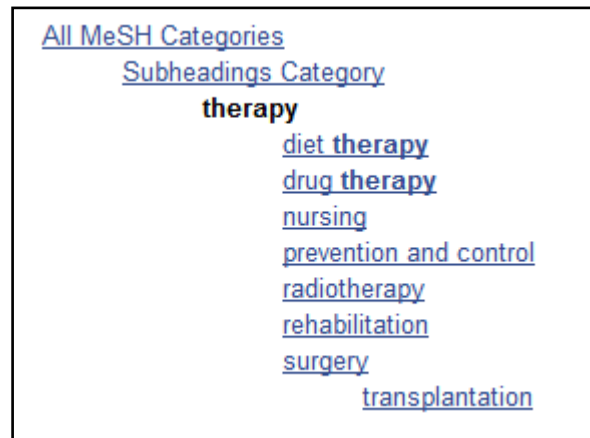 All MeSH Categories
Subheadings Category
therapy
diet therapy
drug therapy
nursing
prevention and control
radiotherapy
rehabilitation
surgery
transplantation